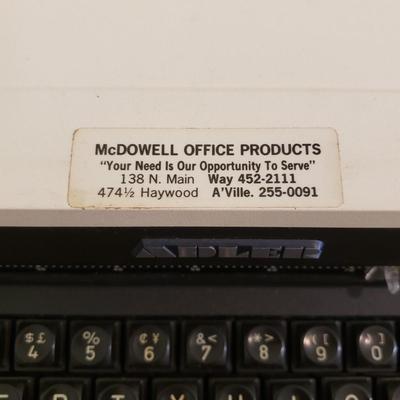 McDOWELL OFFICE PRODUCTS
"Your Need Is Our Opportunity To Serve"
138 N. Main Way 452-2111
474½ Haywood A'Ville. 255-0091
ADLER
$£ %  ¢¥ &< *> ([ )
4 5 6 7 8 9 0
R T Y U I O